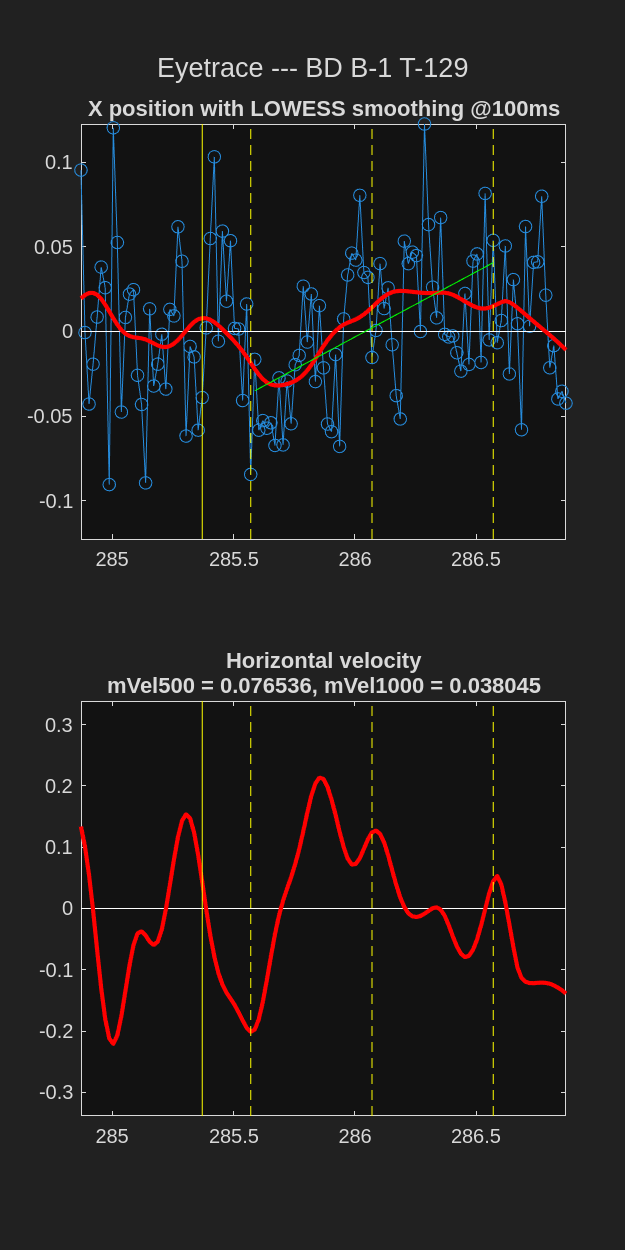 Eyetrace --- BD B-1 T-129
X position with LOWESS smoothing @100ms
0.1
0.05
0
-0.05
-0.1
285 285.5 286 286.5
Horizontal velocity
mVel500 = 0.076536, mVel1000 = 0.038045
0.3
0.2
0.1
0
-0.1
-0.2
-0.3
285 285.5 286 286.5